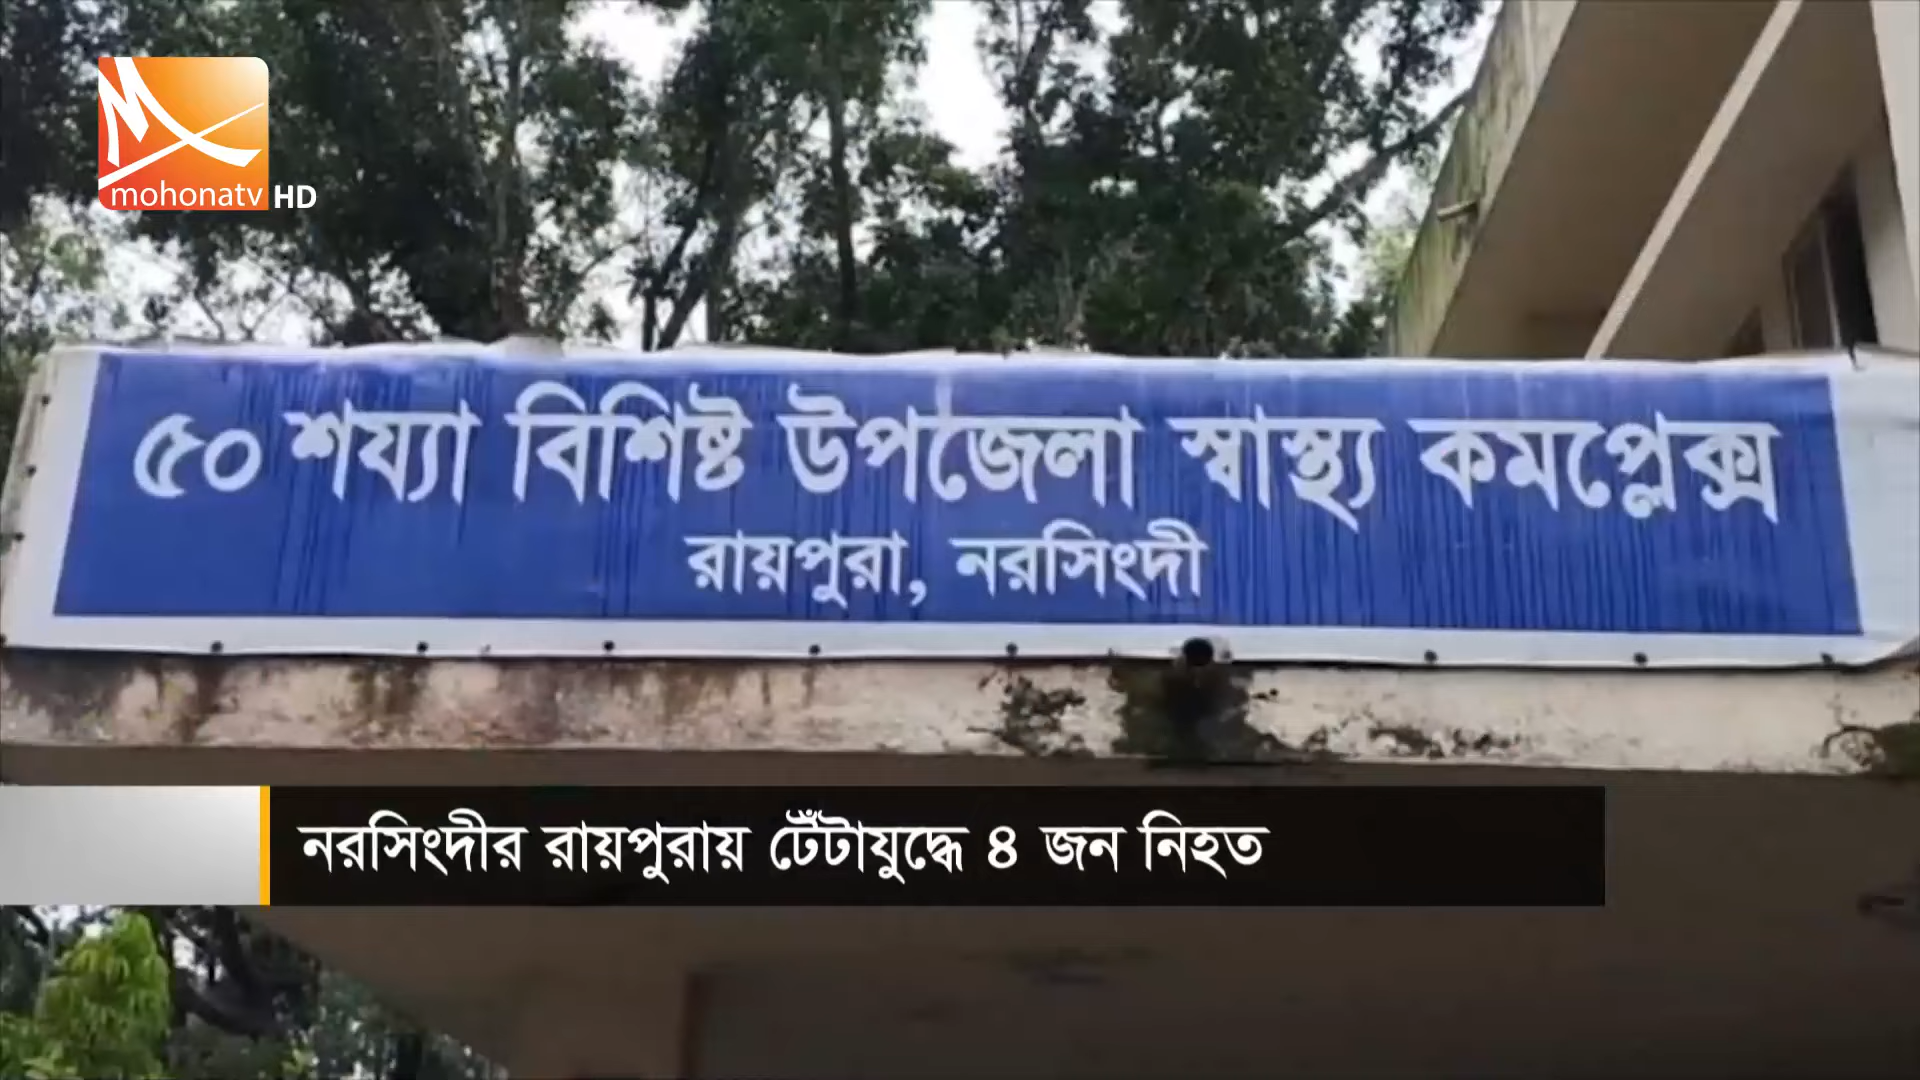 mohonatv HD
৫০ শয্যা বিশিষ্ট উপজেলা স্বাস্থ্য কমপ্লেক্স
রায়পুরা, নরসিংদী
নরসিংদীর রায়পুরায় টেঁটাযুদ্ধে ৪ জন নিহত